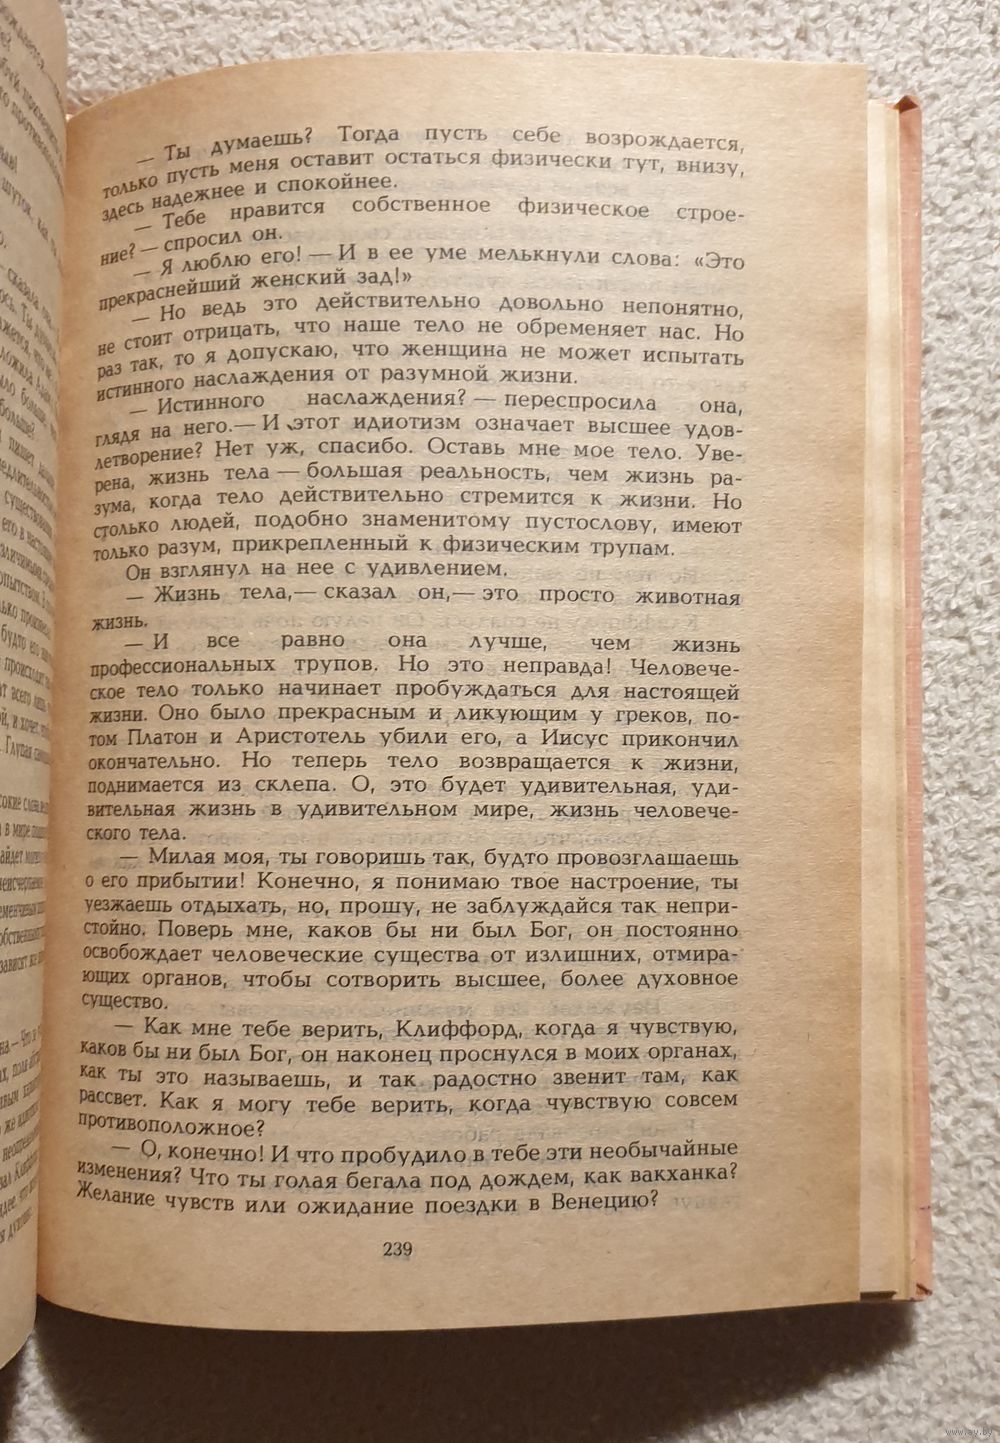 — Ты думаешь? Тогда пусть себе возрождается,
только пусть меня оставит остаться физически тут, внизу,
здесь надежнее и спокойнее.
— Тебе нравится собственное физическое строе-
ние? — спросил он.
— Я люблю его! — И в ее уме мелькнули слова: «Это
прекраснейший женский зад!»
— Но ведь это действительно довольно непонятно,
не стоит отрицать, что наше тело не обременяет нас. Но
раз так, то я допускаю, что женщина не может испытать
истинного наслаждения от разумной жизни.
— Истинного наслаждения? — переспросила она,
глядя на него.— И этот идиотизм означает высшее удов-
летворение? Нет уж, спасибо. Оставь мне мое тело. Уве-
рена, жизнь тела — большая реальность, чем жизнь ра-
зума, когда тело действительно стремится к жизни. Но
столько людей, подобно знаменитому пустослову, имеют
только разум, прикрепленный к физическим трупам.
Он взглянул на нее с удивлением.
— Жизнь тела,— сказал он,— это просто животная
жизнь.
— И все равно она лучше, чем жизнь
профессиональных трупов. Но это неправда! Человече-
ское тело только начинает пробуждаться для настоящей
жизни. Оно было прекрасным и ликующим у греков, по-
том Платон и Аристотель убили его, а Иисус прикончил
окончательно. Но теперь тело возвращается к жизни,
поднимается из склепа. О, это будет удивительная, уди-
вительная жизнь в удивительном мире, жизнь человече-
ского тела.
— Милая моя, ты говоришь так, будто провозглашаешь
о его прибытии! Конечно, я понимаю твое настроение, ты
уезжаешь отдыхать, но, прошу, не заблуждайся так непри-
стойно. Поверь мне, каков бы ни был Бог, он постоянно
освобождает человеческие существа от излишних, отмира-
ющих органов, чтобы сотворить высшее, более духовное
существо.
— Как мне тебе верить, Клиффорд, когда я чувствую,
каков бы ни был Бог, он наконец проснулся в моих органах,
как ты это называешь, и так радостно звенит там, как
рассвет. Как я могу тебе верить, когда чувствую совсем
противоположное?
— О, конечно! И что пробудило в тебе эти необычайные
изменения? Что ты голая бегала под дождем, как вакханка?
Желание чувств или ожидание поездки в Венецию?
239
www.ay.by